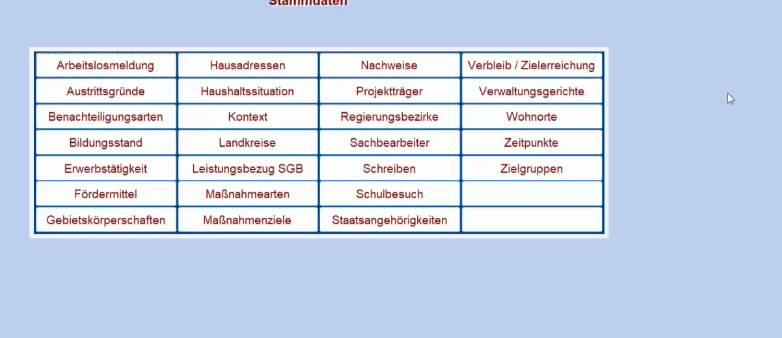 Stammdaten
Arbeitslosmeldung Hausadressen Nachweise Verbleib / Zielerreichung
Austrittsgründe Haushaltssituation Projektträger Verwaltungsgerichte
Benachteiligungsarten Kontext Regierungsbezirke Wohnorte
Bildungsstand Landkreise Sachbearbeiter Zeitpunkte
Erwerbstätigkeit Leistungsbezug SGB Schreiben Zielgruppen
Fördermittel Maßnahmearten Schulbesuch
Gebietskörperschaften Maßnahmenziele Staatsangehörigkeiten